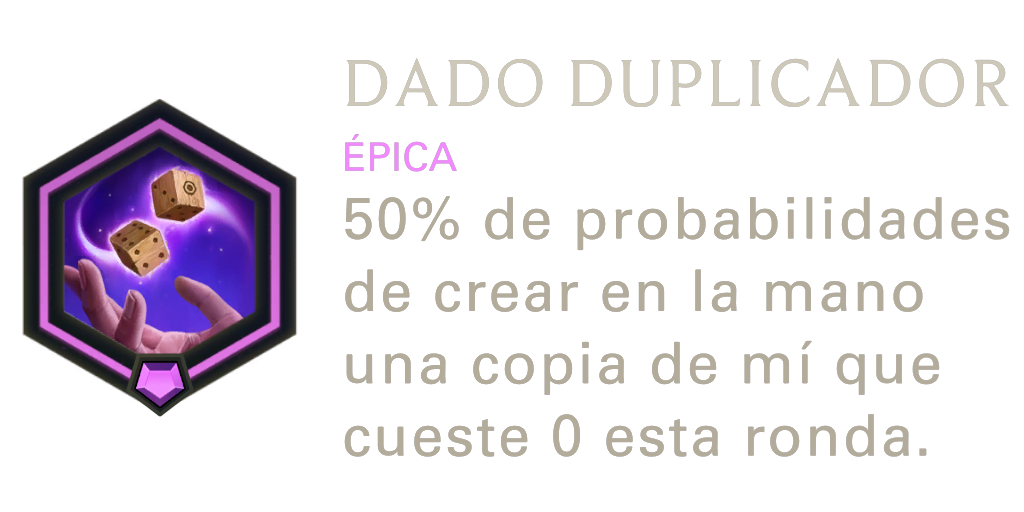 DADO DUPLICADOR
ÉPICA
50% de probabilidades
de crear en la mano
una copia de mí que
cueste 0 esta ronda.